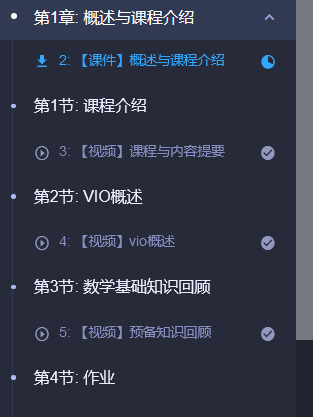 第1章: 概述与课程介绍
2: 【课件】概述与课程介绍
第1节: 课程介绍
3: 【视频】课程与内容提要
第2节: VIO概述
4: 【视频】vio概述
第3节: 数学基础知识回顾
5: 【视频】预备知识回顾
第4节: 作业